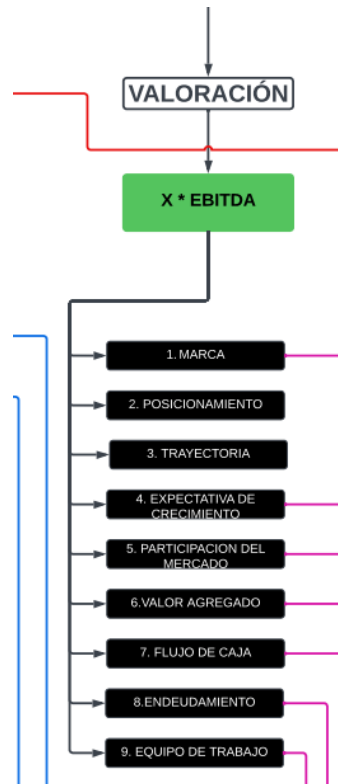 VALORACIÓN
X * EBITDA
1. MARCA
2. POSICIONAMIENTO
3. TRAYECTORIA
4. EXPECTATIVA DE
CRECIMIENTO
5. PARTICIPACION DEL
MERCADO
6.VALOR AGREGADO
7. FLUJO DE CAJA
8.ENDEUDAMIENTO
9. EQUIPO DE TRABAJO